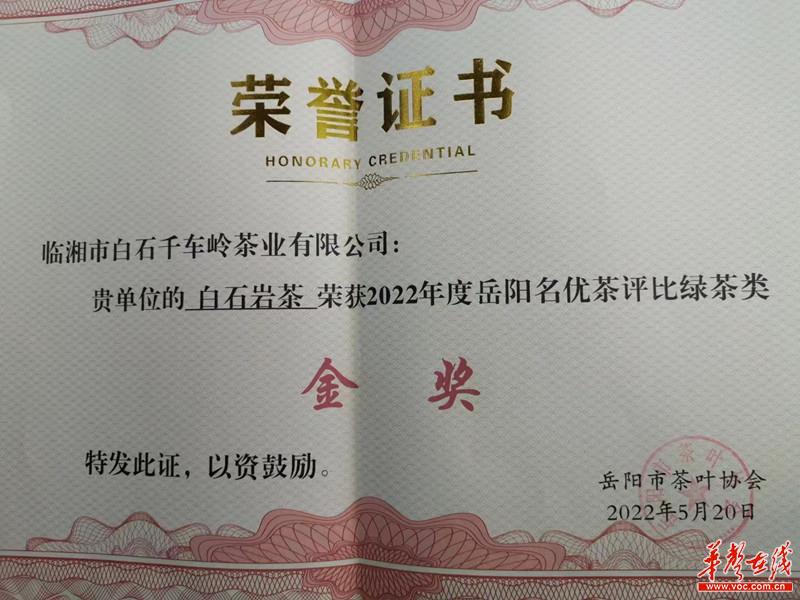 荣誉证书
HONORARY CREDENTIAL
临湘市白石千车岭茶业有限公司：
贵单位的 白石岩茶 荣获2022年度岳阳名优茶评比绿茶类
金奖
特发此证，以资鼓励。
岳阳市茶叶协会
2022年5月20日
华声在线
www.voc.com.cn